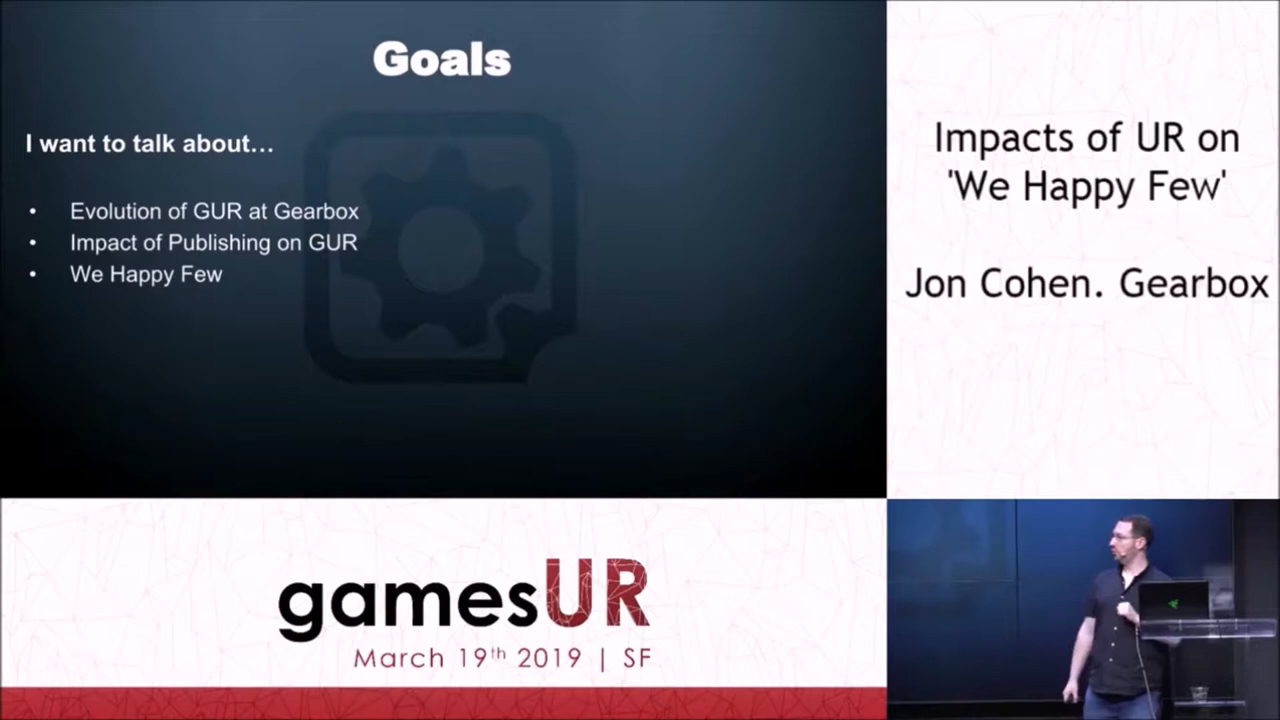 Goals
I want to talk about…
• Evolution of GUR at Gearbox
• Impact of Publishing on GUR
• We Happy Few
Impacts of UR on
'We Happy Few'
Jon Cohen. Gearbox
gamesUR
March 19th 2019 | SF